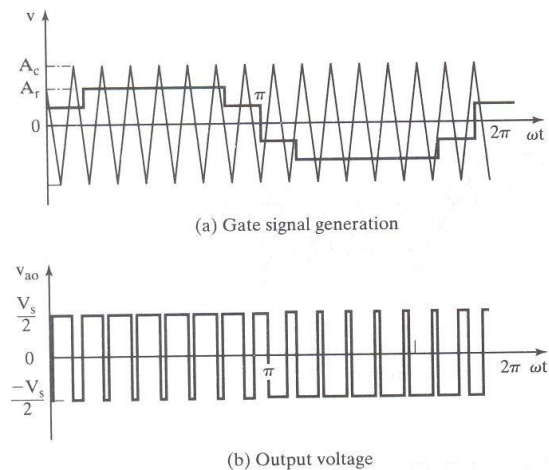 v
A_c
A_r
0
π
2π ωt
(a) Gate signal generation
v_ao
V_s
2
0
−V_s
2
π
2π ωt
(b) Output voltage